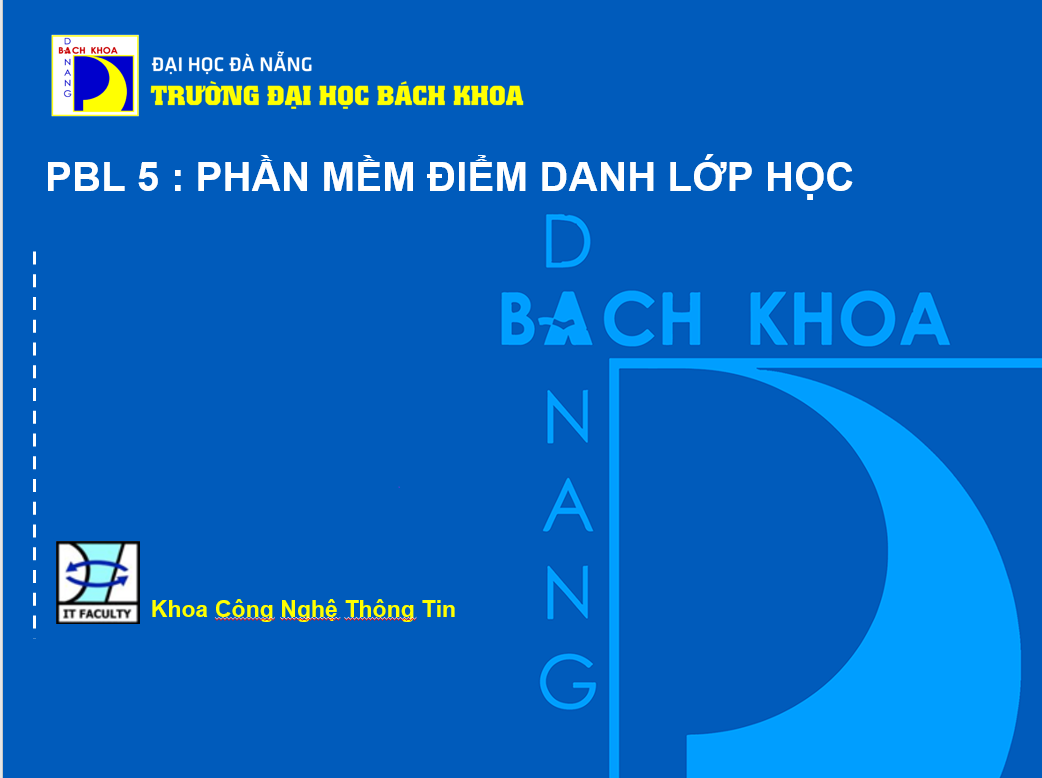 D
BACH KHOA
N
A
N
G
ĐẠI HỌC ĐÀ NẴNG
TRƯỜNG ĐẠI HỌC BÁCH KHOA
PBL 5 : PHẦN MỀM ĐIỂM DANH LỚP HỌC
D
BACH KHOA
N
A
N
G
IT FACULTY
Khoa Công Nghệ Thông Tin